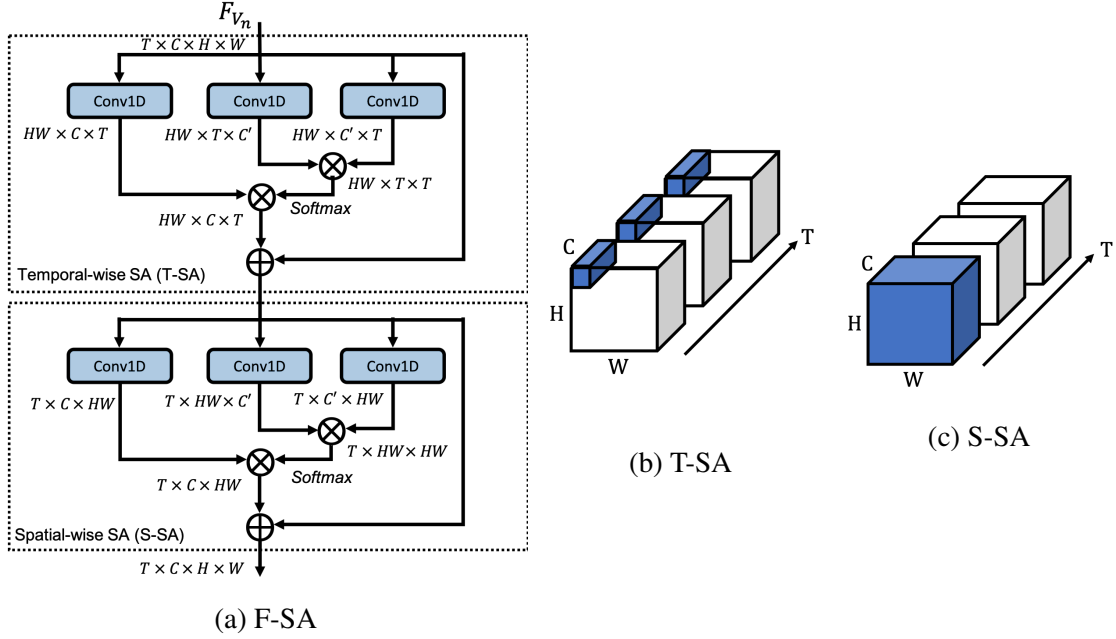 F_{V_n}
T × C × H × W
Conv1D Conv1D Conv1D
HW × C × T HW × T × C′ HW × C′ × T
HW × T × T
Softmax
HW × C × T
Temporal-wise SA (T-SA)
Conv1D Conv1D Conv1D
T × C × HW T × HW × C′ T × C′ × HW
T × HW × HW
Softmax
T × C × HW
Spatial-wise SA (S-SA)
T × C × H × W
(a) F-SA
C
T
H
W
(b) T-SA
C
T
H
W
(c) S-SA